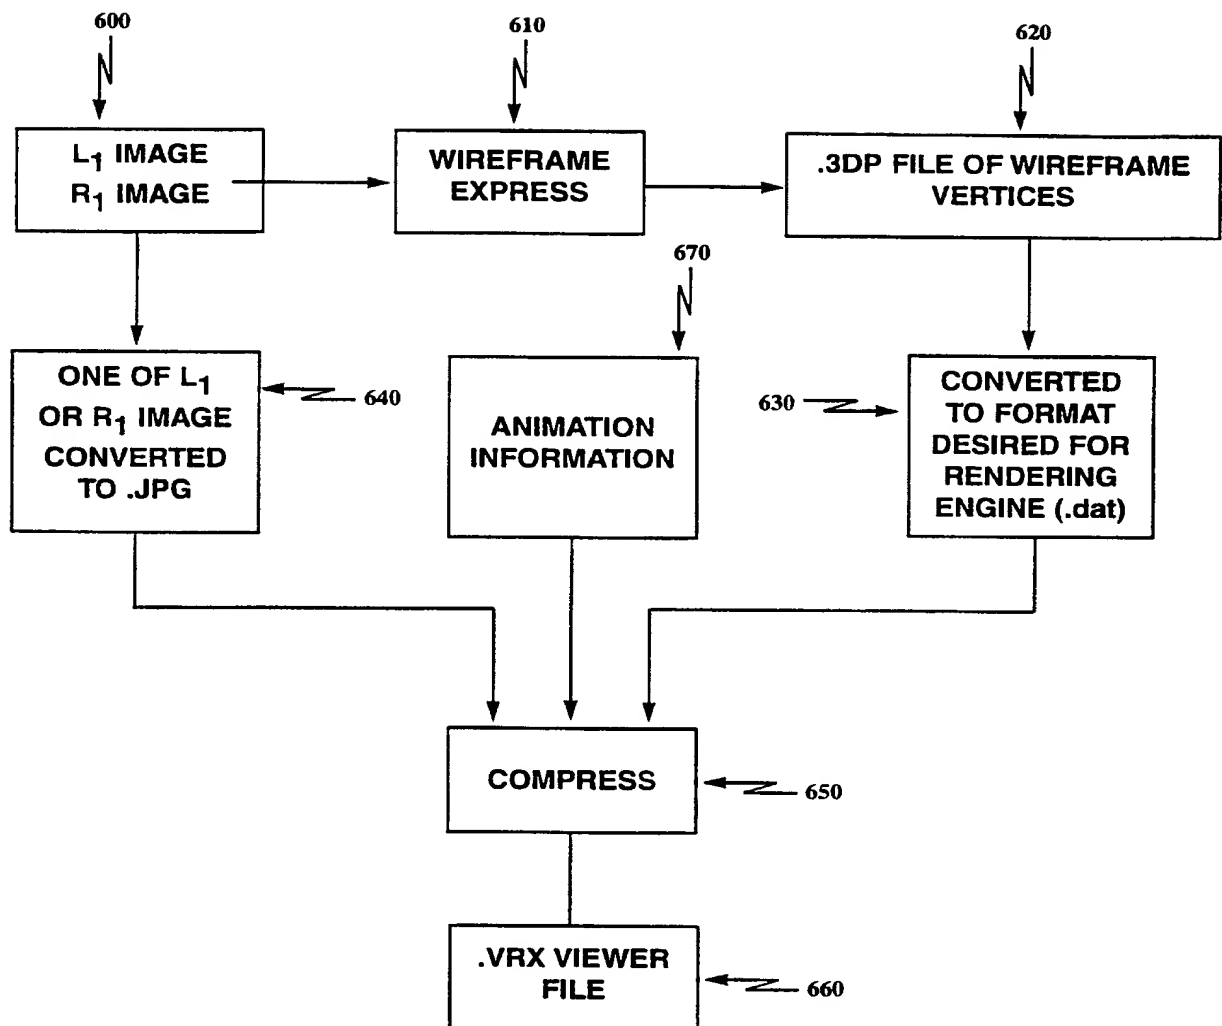 600
610
620
L1 IMAGE
R1 IMAGE
WIREFRAME
EXPRESS
.3DP FILE OF WIREFRAME
VERTICES
670
ONE OF L1
OR R1 IMAGE
CONVERTED
TO .JPG
640
ANIMATION
INFORMATION
630
CONVERTED
TO FORMAT
DESIRED FOR
RENDERING
ENGINE (.dat)
COMPRESS
650
.VRX VIEWER
FILE
660